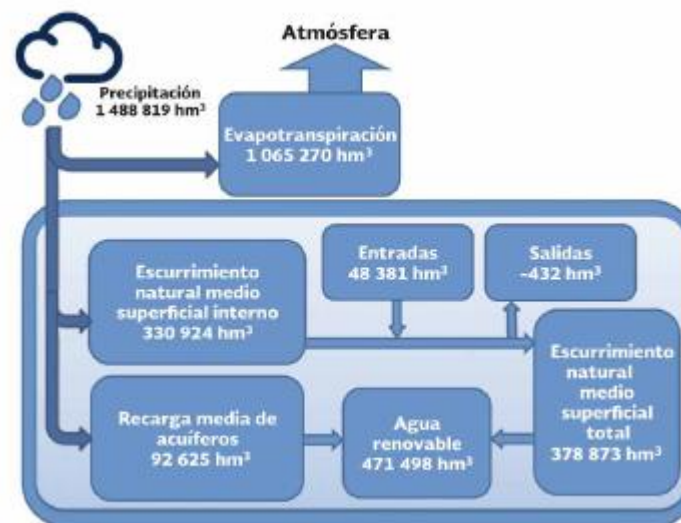 Atmósfera
Precipitación
1 488 819 hm³
Evapotranspiración
1 065 270 hm³
Escurrimiento
natural medio
superficial interno
330 924 hm³
Entradas
48 381 hm³
Salidas
-432 hm³
Recarga media de
acuíferos
92 625 hm³
Agua
renovable
471 498 hm³
Escurrimiento
natural
medio
superficial
total
378 873 hm³